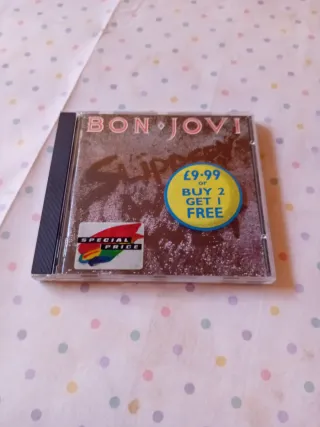 BON JOVI
Slippery
£9.99
or
BUY 2
GET 1
FREE
SPECIAL
PRICE